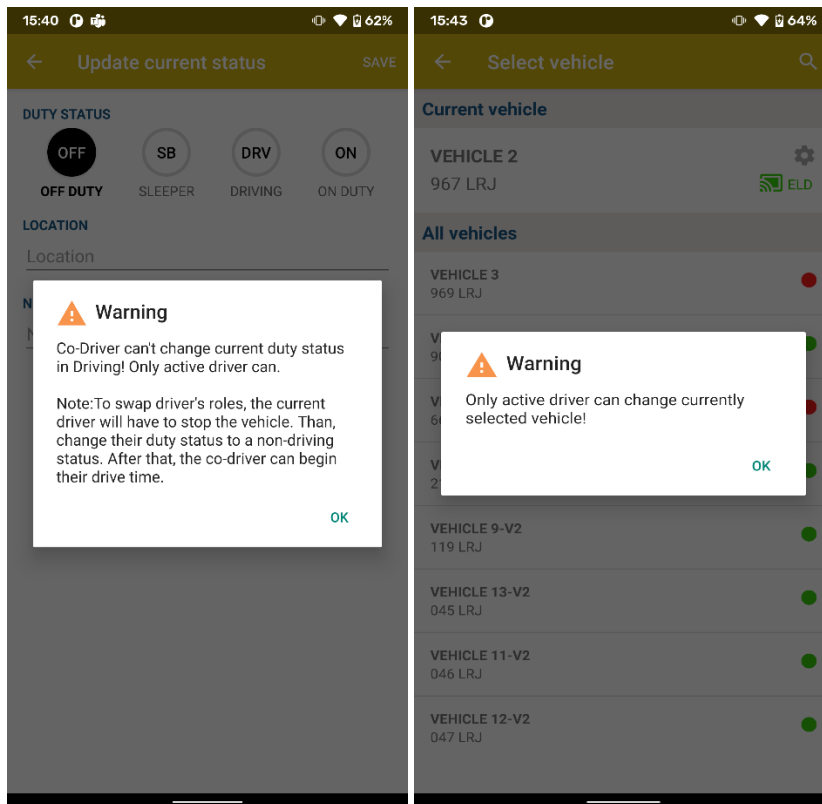 15:40
62%
Update current status
SAVE
DUTY STATUS
OFF
SB
DRV
ON
OFF DUTY
SLEEPER
DRIVING
ON DUTY
LOCATION
Location
Warning
Co-Driver can't change current duty status
in Driving! Only active driver can.
Note:To swap driver's roles, the current
driver will have to stop the vehicle. Than,
change their duty status to a non-driving
status. After that, the co-driver can begin
their drive time.
OK
15:43
64%
Select vehicle
Current vehicle
VEHICLE 2
967 LRJ
ELD
All vehicles
VEHICLE 3
969 LRJ
Warning
Only active driver can change currently
selected vehicle!
OK
VEHICLE 9-V2
119 LRJ
VEHICLE 13-V2
045 LRJ
VEHICLE 11-V2
046 LRJ
VEHICLE 12-V2
047 LRJ